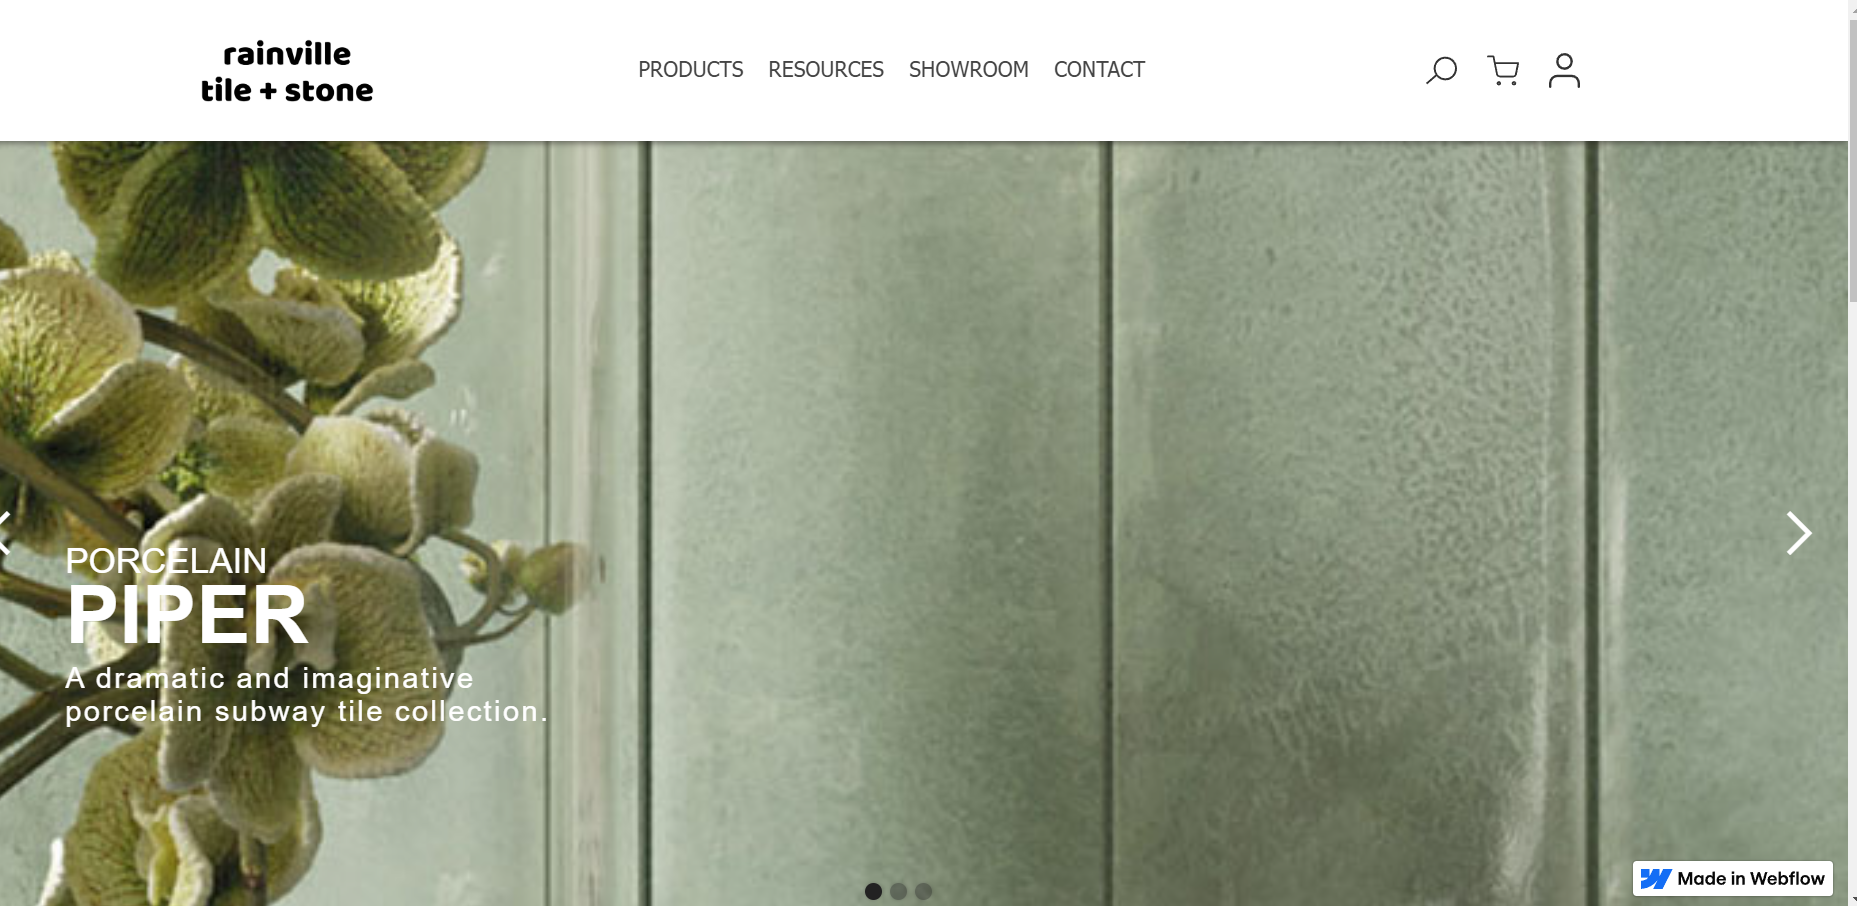 rainville
tile + stone
PRODUCTS RESOURCES SHOWROOM CONTACT
PORCELAIN
PIPER
A dramatic and imaginative
porcelain subway tile collection.
Made in Webflow